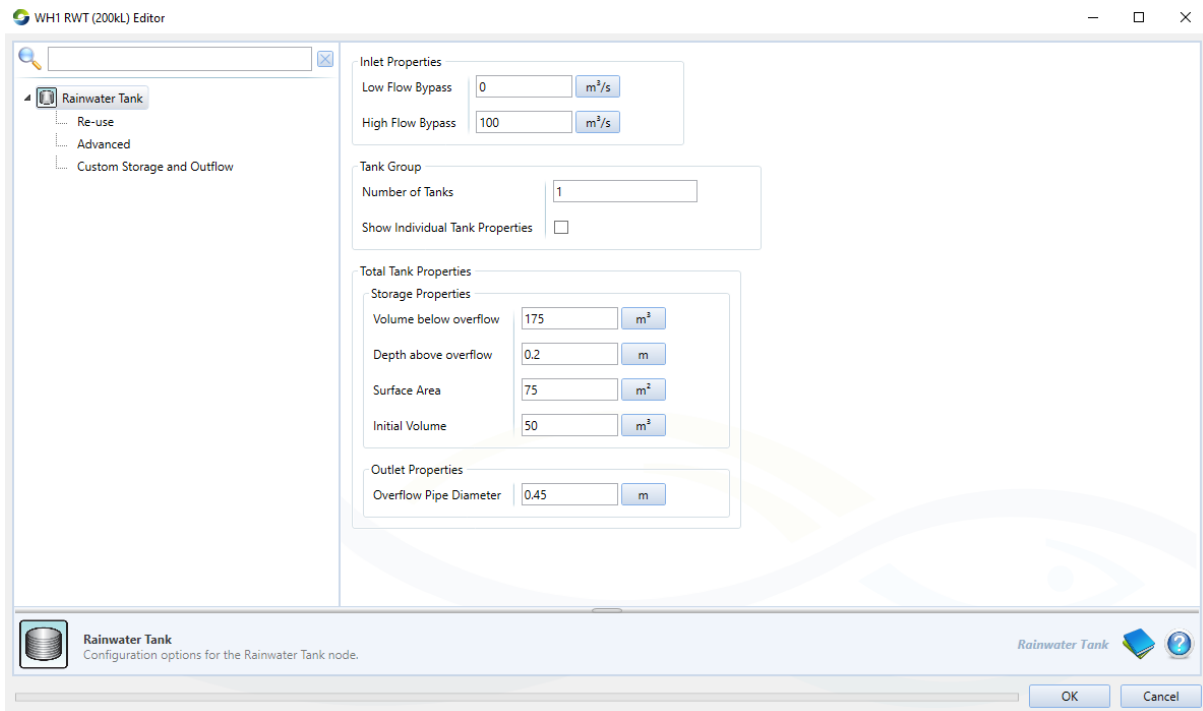 WH1 RWT (200kL) Editor
Rainwater Tank
Re-use
Advanced
Custom Storage and Outflow
Inlet Properties
Low Flow Bypass 0 m³/s
High Flow Bypass 100 m³/s
Tank Group
Number of Tanks 1
Show Individual Tank Properties
Total Tank Properties
Storage Properties
Volume below overflow 175 m³
Depth above overflow 0.2 m
Surface Area 75 m²
Initial Volume 50 m³
Outlet Properties
Overflow Pipe Diameter 0.45 m
Rainwater Tank
Configuration options for the Rainwater Tank node.
Rainwater Tank
OK Cancel